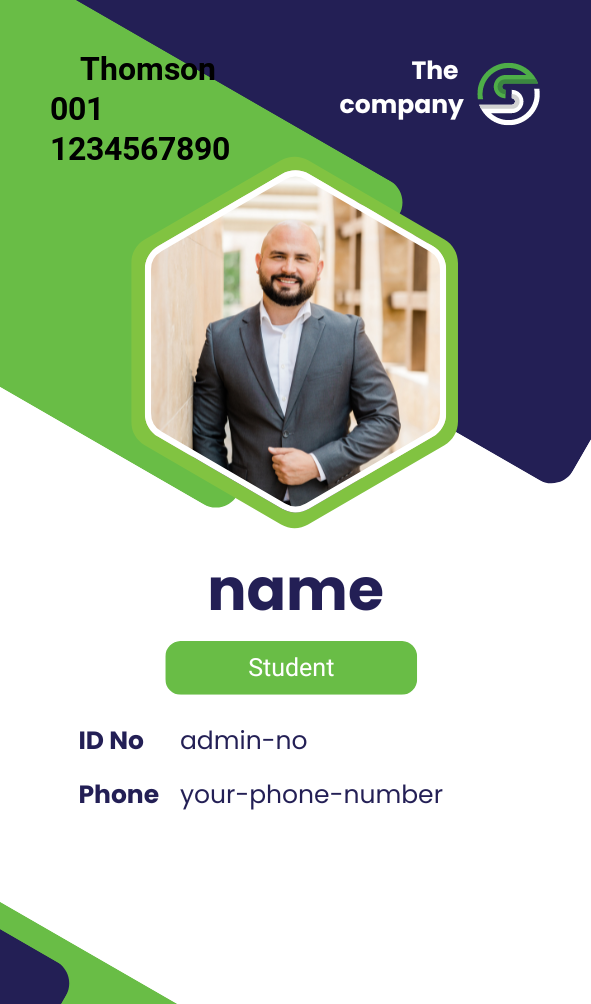 Thomson
001
1234567890
The
company
name
Student
ID No admin-no
Phone your-phone-number